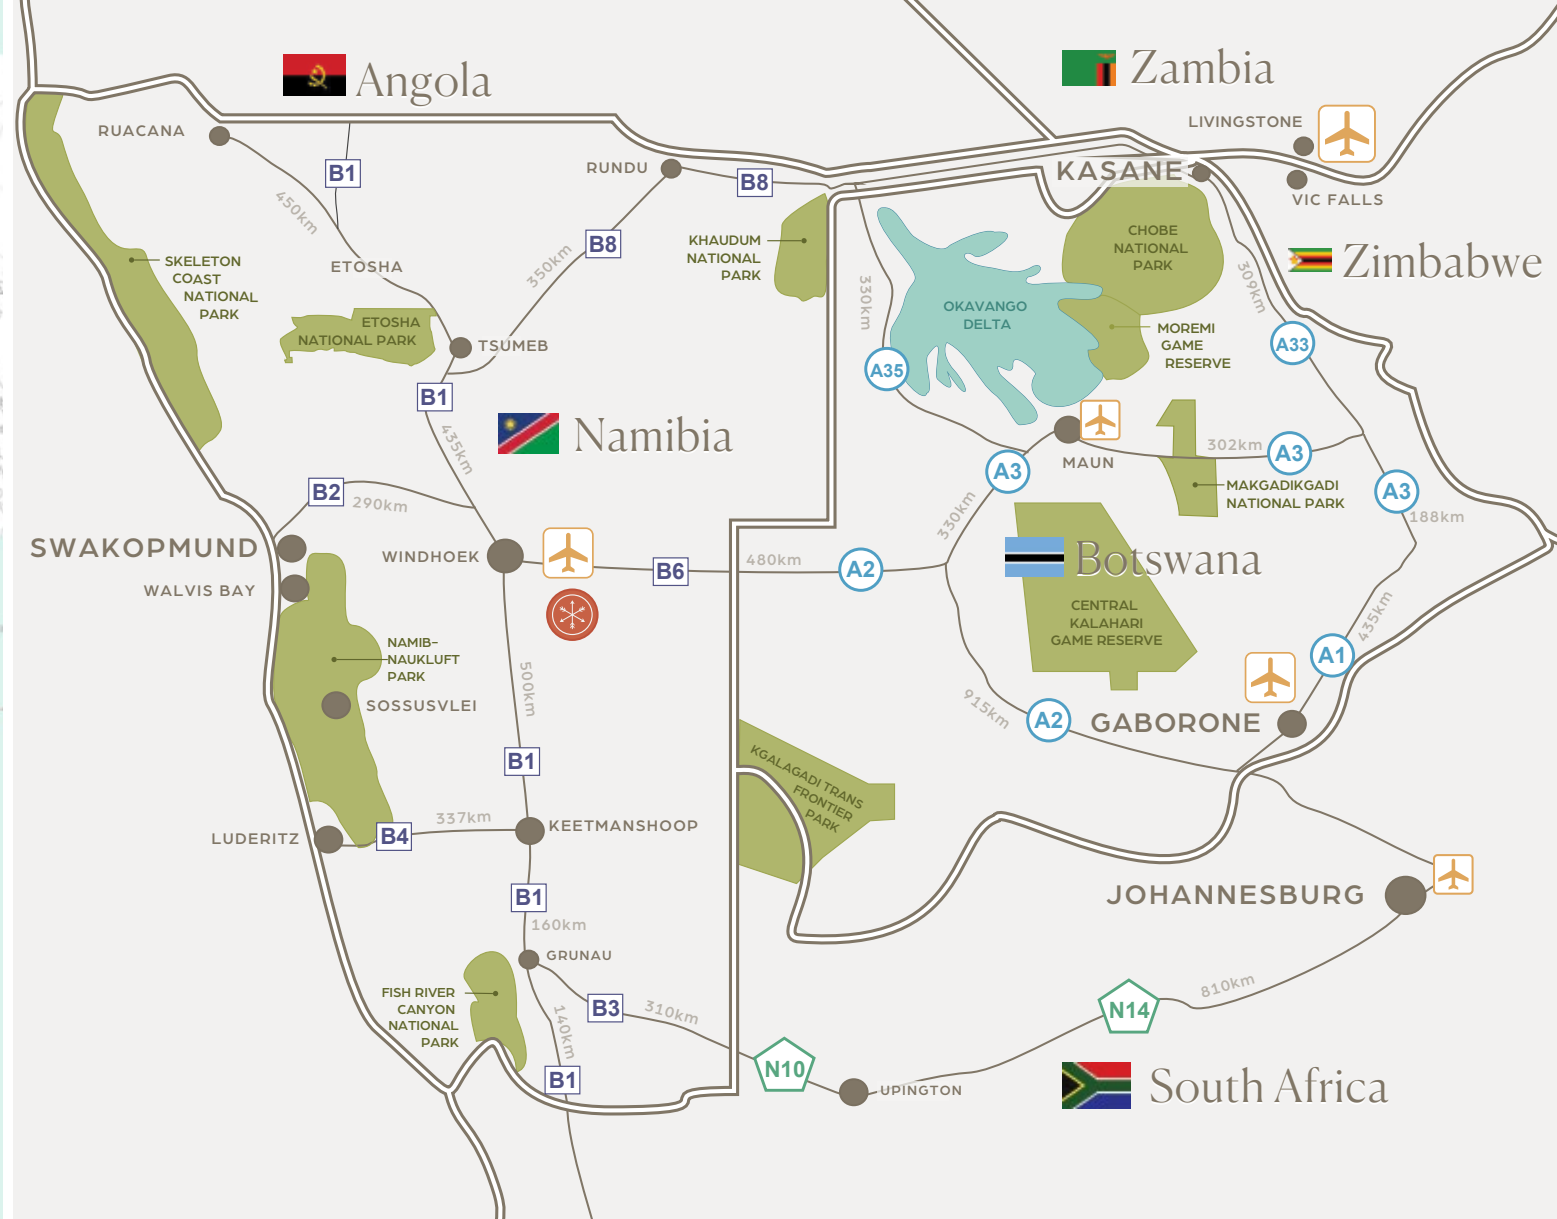 Angola
Zambia
RUACANA
B1
RUNDU
B8
KASANE
LIVINGSTONE
VIC FALLS
450km
B8
350km
ETOSHA
KHAUDUM
NATIONAL
PARK
CHOBE
NATIONAL
PARK
Zimbabwe
SKELETON
COAST
NATIONAL
PARK
330km
309km
OKAVANGO
DELTA
ETOSHA
NATIONAL PARK
TSUMEB
MOREMI
GAME
RESERVE
A33
A35
B1
435km
Namibia
MAUN
302km
A3
A3
A3
MAKGADIKGADI
NATIONAL PARK
188km
B2
290km
330km
SWAKOPMUND
WALVIS BAY
WINDHOEK
B6
480km
A2
Botswana
CENTRAL
KALAHARI
GAME RESERVE
435km
A1
NAMIB-
NAUKLUFT
PARK
SOSSUSVLEI
500km
915km
A2
GABORONE
B1
KGALAGADI TRANS
FRONTIER
PARK
LUDERITZ
B4
337km
KEETMANSHOOP
B1
160km
GRUNAU
JOHANNESBURG
FISH RIVER
CANYON
NATIONAL
PARK
B3
310km
140km
B1
N10
UPINGTON
N14
810km
South Africa